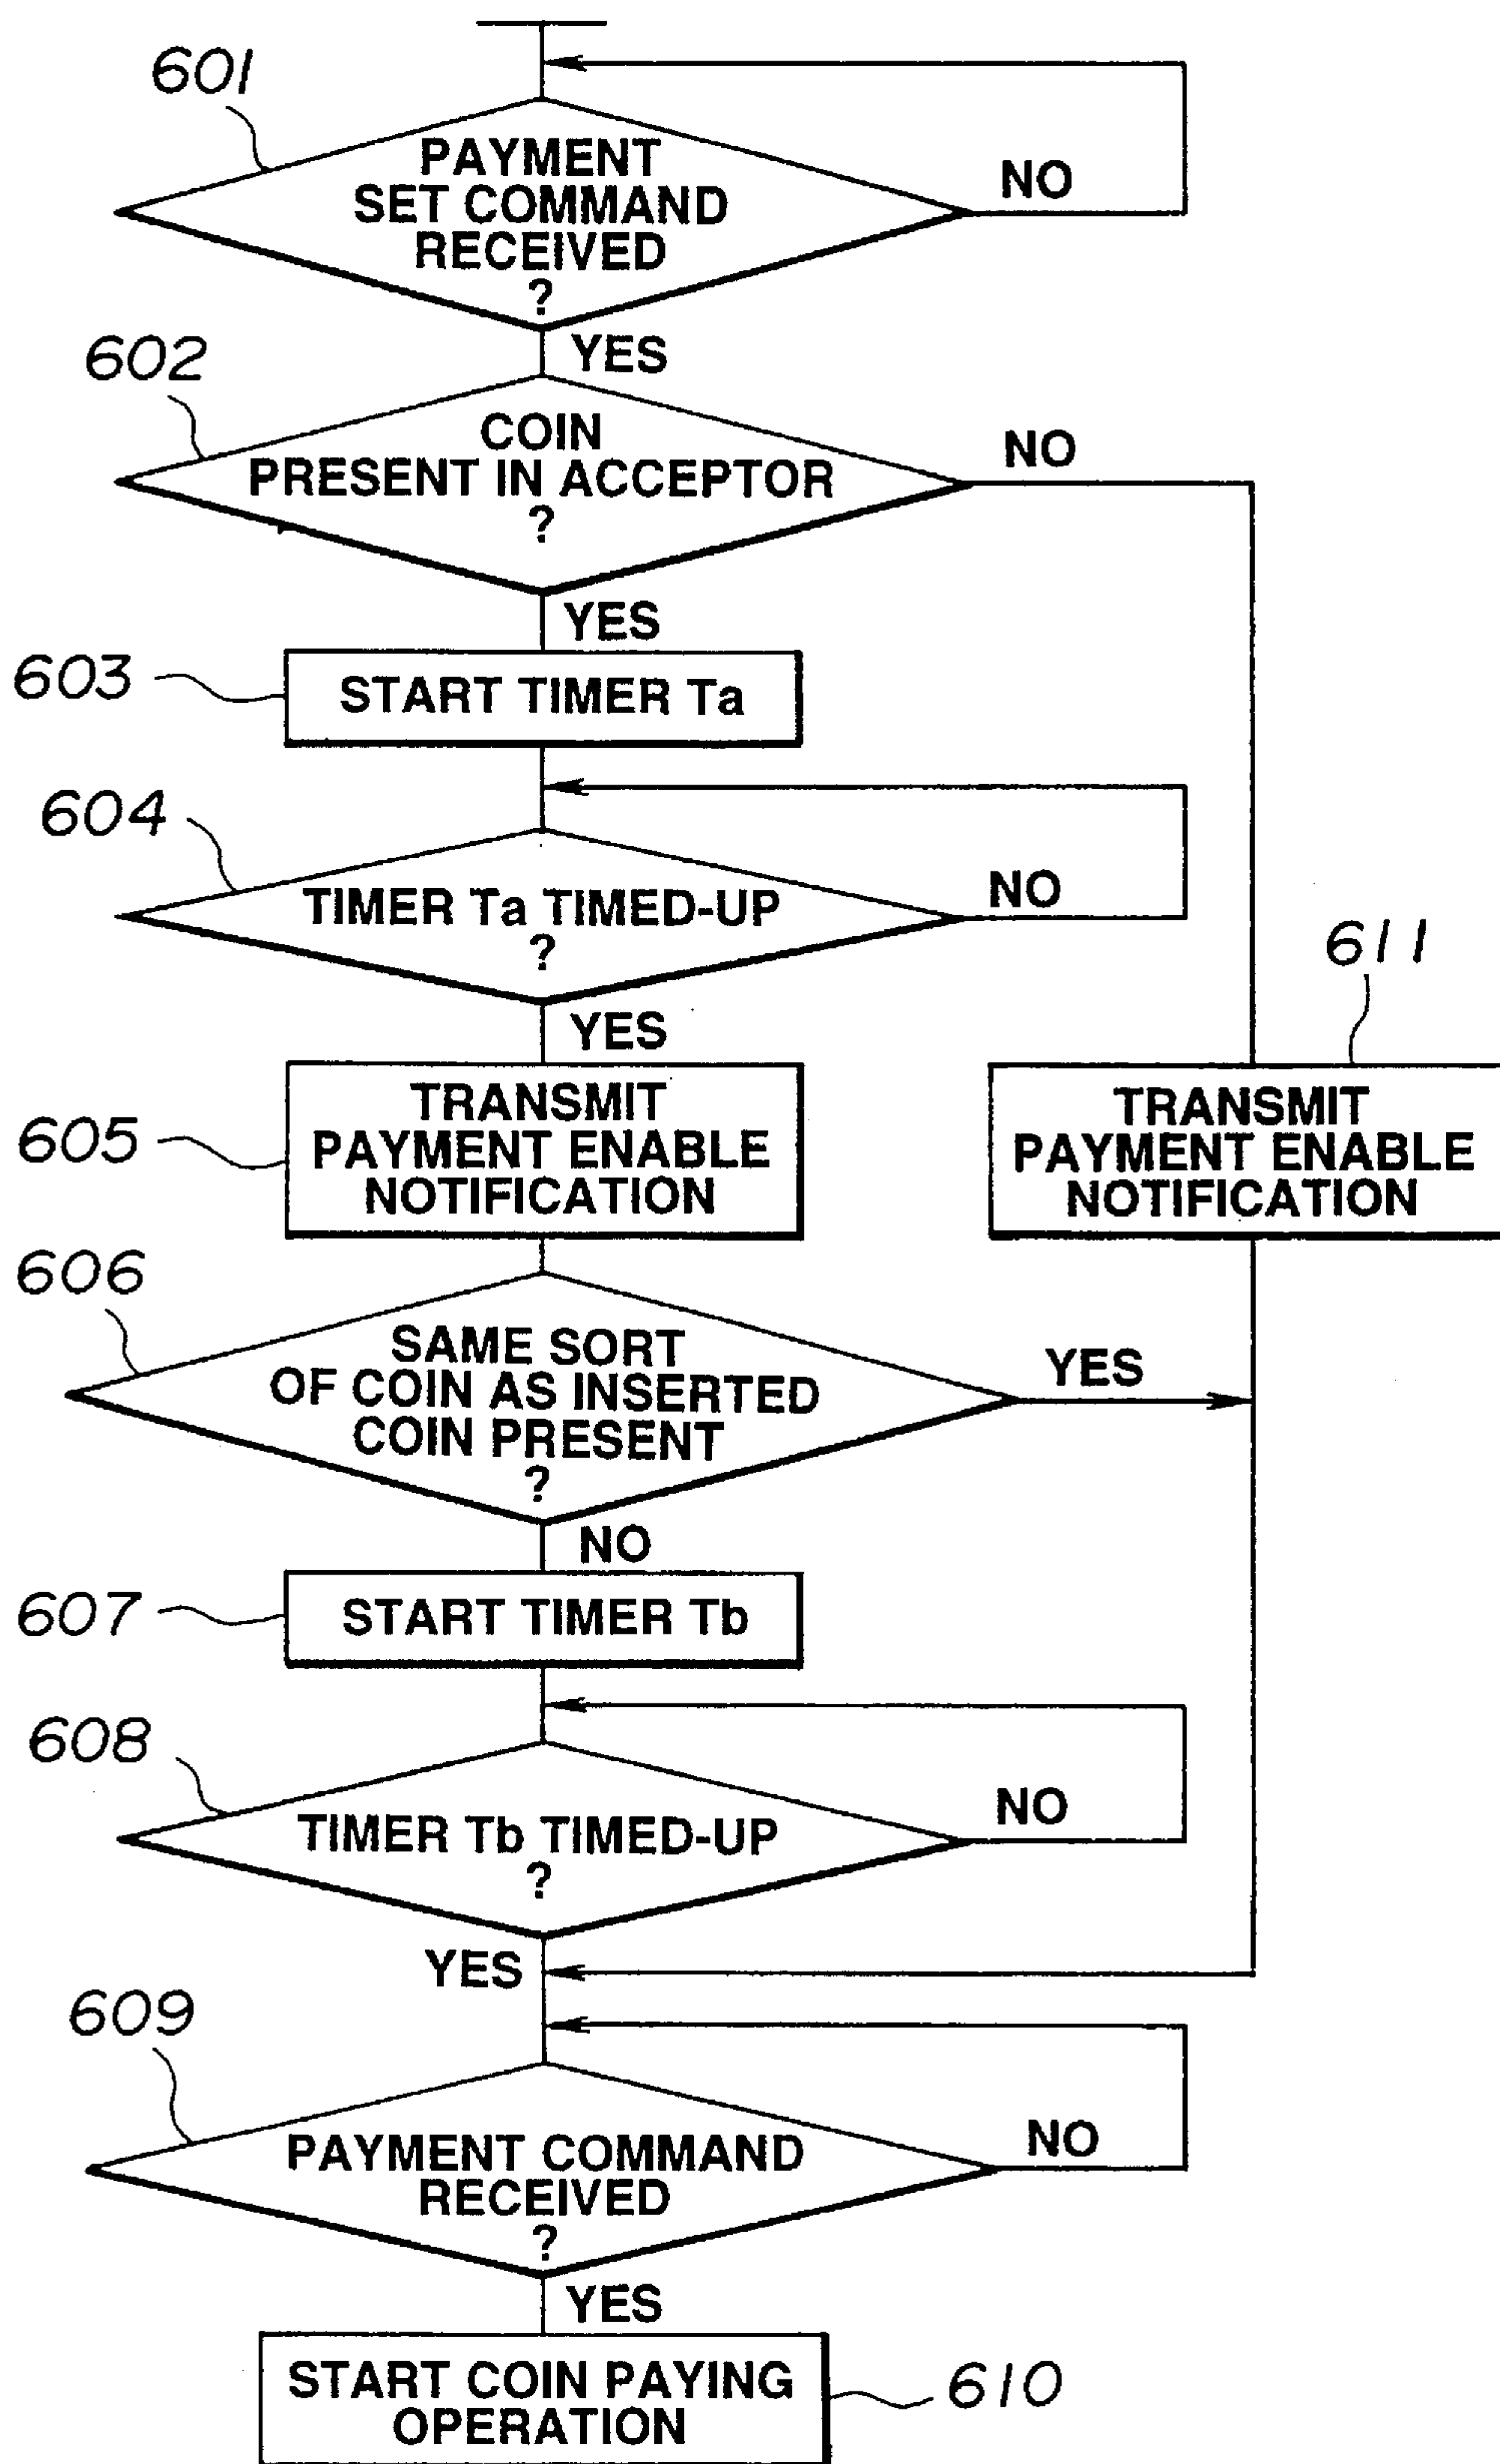 601
PAYMENT
SET COMMAND
RECEIVED
?
NO
YES
602
COIN
PRESENT IN ACCEPTOR
?
NO
YES
603
START TIMER Ta
604
TIMER Ta TIMED-UP
?
NO
YES
605
TRANSMIT
PAYMENT ENABLE
NOTIFICATION
611
TRANSMIT
PAYMENT ENABLE
NOTIFICATION
606
SAME SORT
OF COIN AS INSERTED
COIN PRESENT
?
YES
NO
607
START TIMER Tb
608
TIMER Tb TIMED-UP
?
NO
YES
609
PAYMENT COMMAND
RECEIVED
?
NO
YES
START COIN PAYING
OPERATION
610